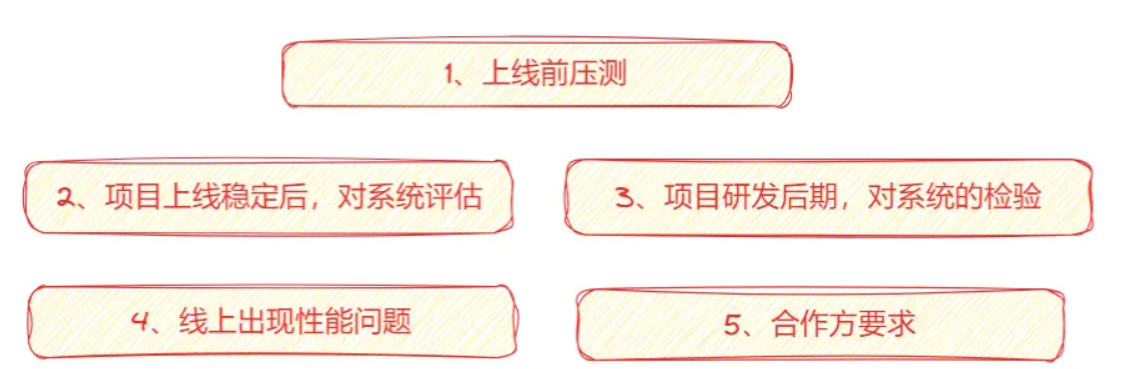 1、上线前压测
2、项目上线稳定后，对系统评估
3、项目研发后期，对系统的检验
4、线上出现性能问题
5、合作方要求